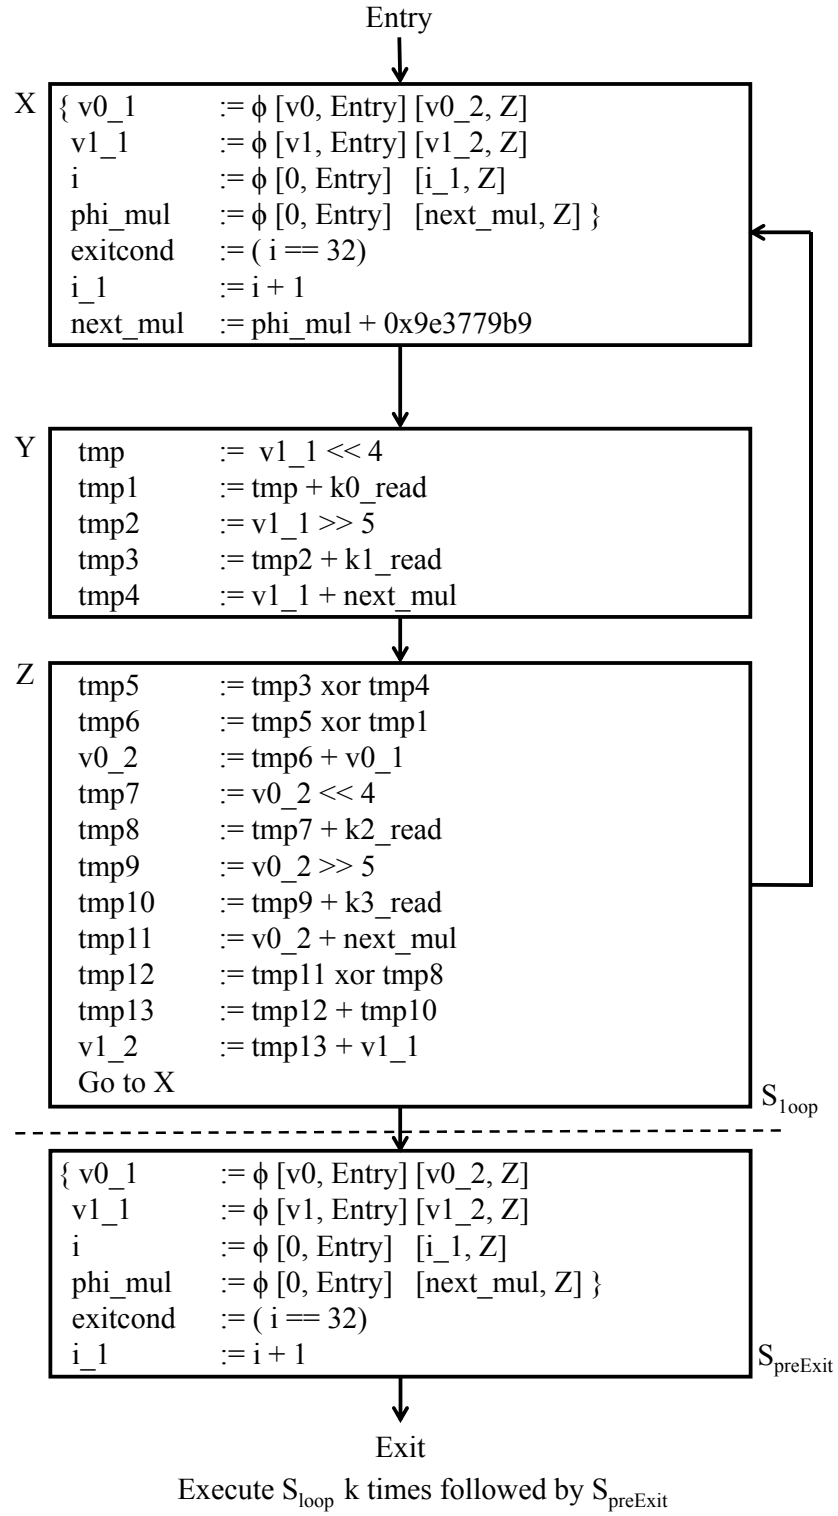 Entry
X
{ v0_1 := ϕ [v0, Entry] [v0_2, Z]
v1_1 := ϕ [v1, Entry] [v1_2, Z]
i := ϕ [0, Entry] [i_1, Z]
phi_mul := ϕ [0, Entry] [next_mul, Z] }
exitcond := ( i == 32)
i_1 := i + 1
next_mul := phi_mul + 0x9e3779b9
Y
tmp := v1_1 << 4
tmp1 := tmp + k0_read
tmp2 := v1_1 >> 5
tmp3 := tmp2 + k1_read
tmp4 := v1_1 + next_mul
Z
tmp5 := tmp3 xor tmp4
tmp6 := tmp5 xor tmp1
v0_2 := tmp6 + v0_1
tmp7 := v0_2 << 4
tmp8 := tmp7 + k2_read
tmp9 := v0_2 >> 5
tmp10 := tmp9 + k3_read
tmp11 := v0_2 + next_mul
tmp12 := tmp11 xor tmp8
tmp13 := tmp12 + tmp10
v1_2 := tmp13 + v1_1
Go to X
S_loop
{ v0_1 := ϕ [v0, Entry] [v0_2, Z]
v1_1 := ϕ [v1, Entry] [v1_2, Z]
i := ϕ [0, Entry] [i_1, Z]
phi_mul := ϕ [0, Entry] [next_mul, Z] }
exitcond := ( i == 32)
i_1 := i + 1
S_preExit
Exit
Execute S_loop k times followed by S_preExit